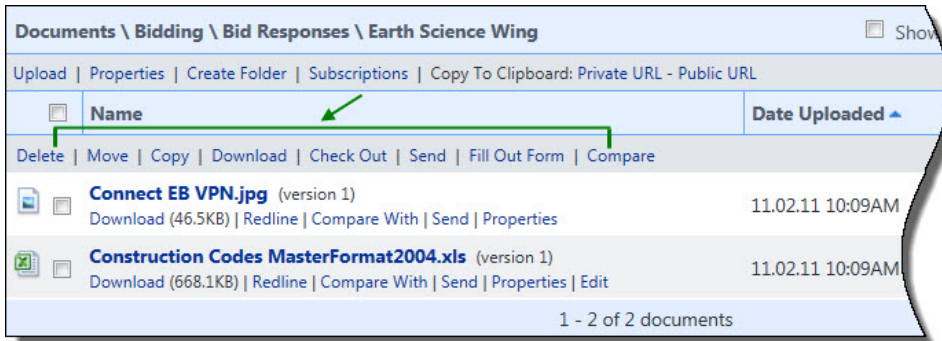 Documents \ Bidding \ Bid Responses \ Earth Science Wing Show
Upload | Properties | Create Folder | Subscriptions | Copy To Clipboard: Private URL - Public URL
Name Date Uploaded
Delete | Move | Copy | Download | Check Out | Send | Fill Out Form | Compare
Connect EB VPN.jpg (version 1)
Download (46.5KB) | Redline | Compare With | Send | Properties
11.02.11 10:09AM
Construction Codes MasterFormat2004.xls (version 1)
Download (668.1KB) | Redline | Compare With | Send | Properties | Edit
11.02.11 10:09AM
1 - 2 of 2 documents